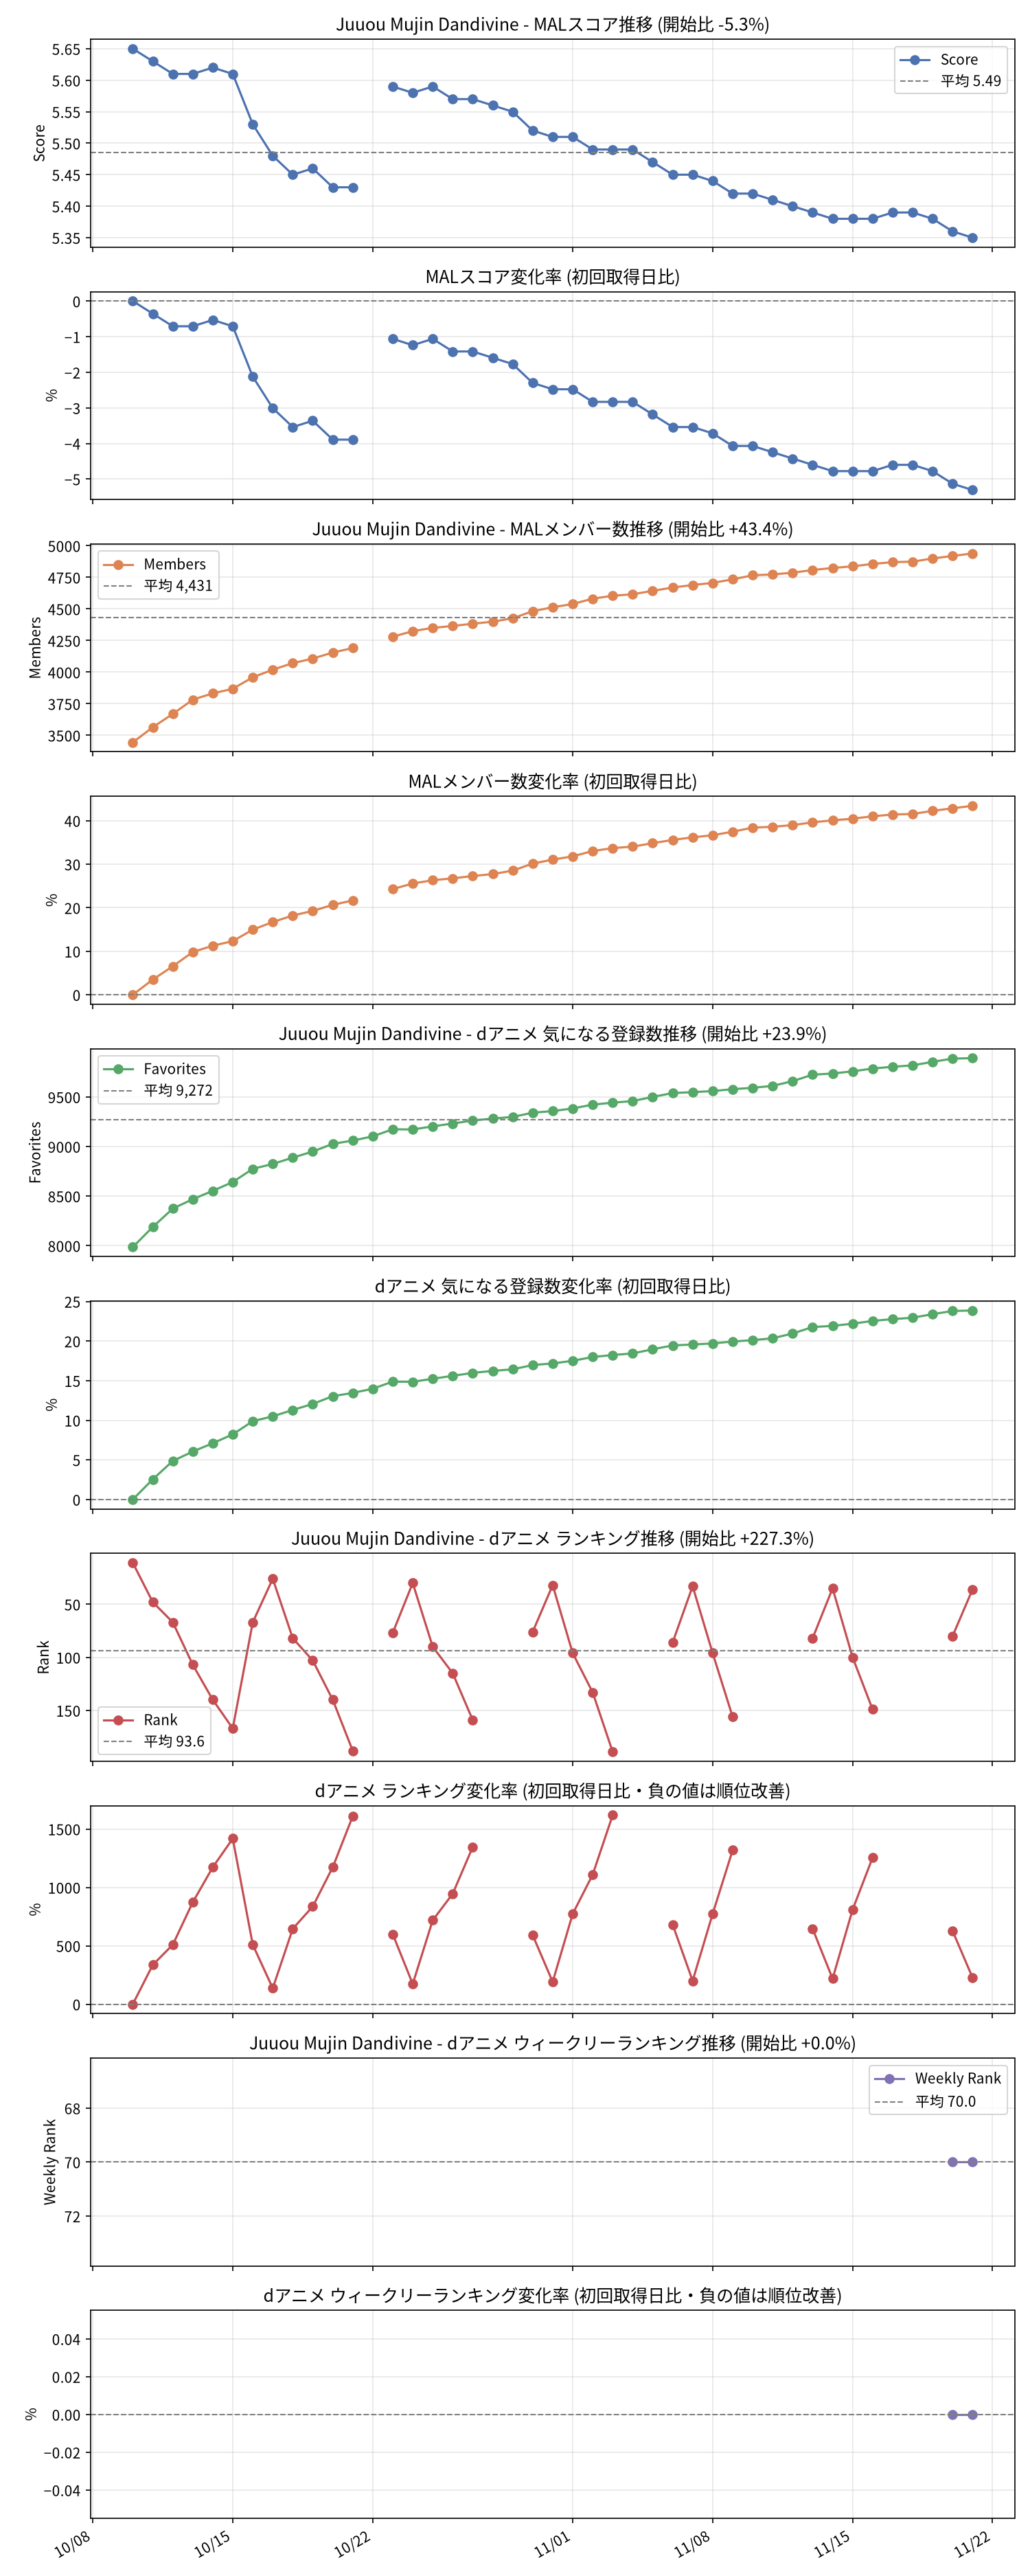 Juuou Mujin Dandivine - MALスコア推移 (開始比 -5.3%)
Score
5.65
5.60
5.55
5.50
5.45
5.40
5.35
Score
平均 5.49
MALスコア変化率 (初回取得日比)
%
0
−1
−2
−3
−4
−5
Juuou Mujin Dandivine - MALメンバー数推移 (開始比 +43.4%)
Members
5000
4750
4500
4250
4000
3750
3500
Members
平均 4,431
MALメンバー数変化率 (初回取得日比)
%
40
30
20
10
0
Juuou Mujin Dandivine - dアニメ 気になる登録数推移 (開始比 +23.9%)
Favorites
9500
9000
8500
8000
Favorites
平均 9,272
dアニメ 気になる登録数変化率 (初回取得日比)
%
25
20
15
10
5
0
Juuou Mujin Dandivine - dアニメ ランキング推移 (開始比 +227.3%)
Rank
50
100
150
Rank
平均 93.6
dアニメ ランキング変化率 (初回取得日比・負の値は順位改善)
%
1500
1000
500
0
Juuou Mujin Dandivine - dアニメ ウィークリーランキング推移 (開始比 +0.0%)
Weekly Rank
68
70
72
Weekly Rank
平均 70.0
dアニメ ウィークリーランキング変化率 (初回取得日比・負の値は順位改善)
%
0.04
0.02
0.00
−0.02
−0.04
10/08
10/15
10/22
11/01
11/08
11/15
11/22